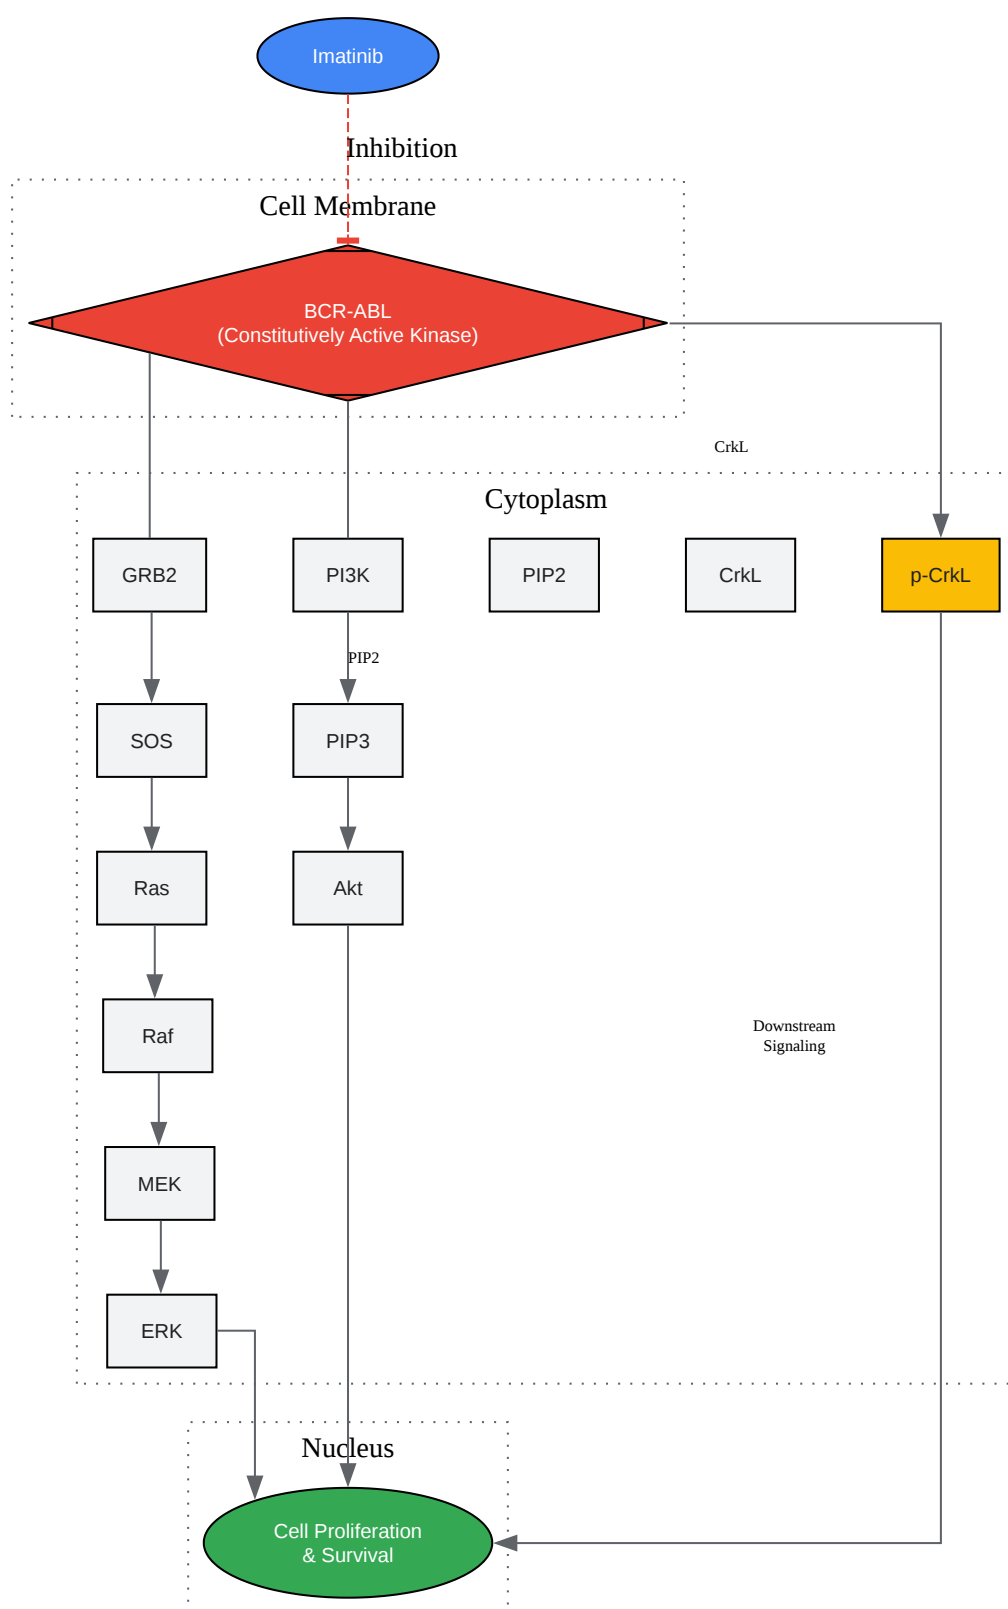 Imatinib
Inhibition
Cell Membrane
BCR-ABL
(Constitutively Active Kinase)
CrkL
Cytoplasm
GRB2
PI3K
PIP2
CrkL
p-CrkL
PIP2
SOS
PIP3
Ras
Akt
Raf
Downstream
Signaling
MEK
ERK
Nucleus
Cell Proliferation
& Survival